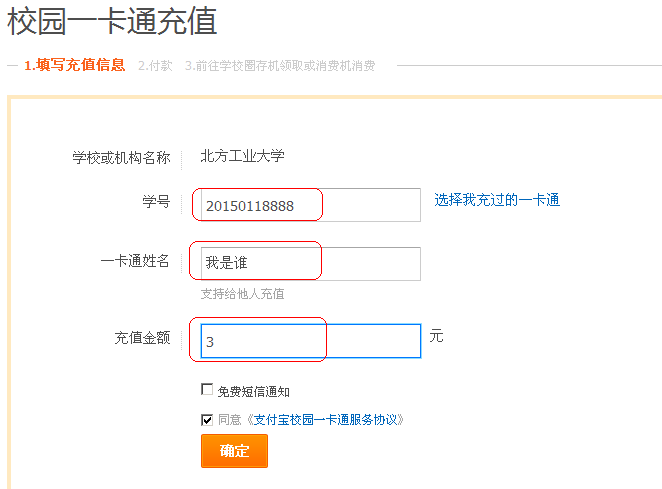 校园一卡通充值
1.填写充值信息 2.付款 3.前往学校圈存机领取或消费机消费
学校或机构名称 北方工业大学
学号 20150118888 选择我充过的一卡通
一卡通姓名 我是谁
支持给他人充值
充值金额 3 元
免费短信通知
同意《支付宝校园一卡通服务协议》
确定